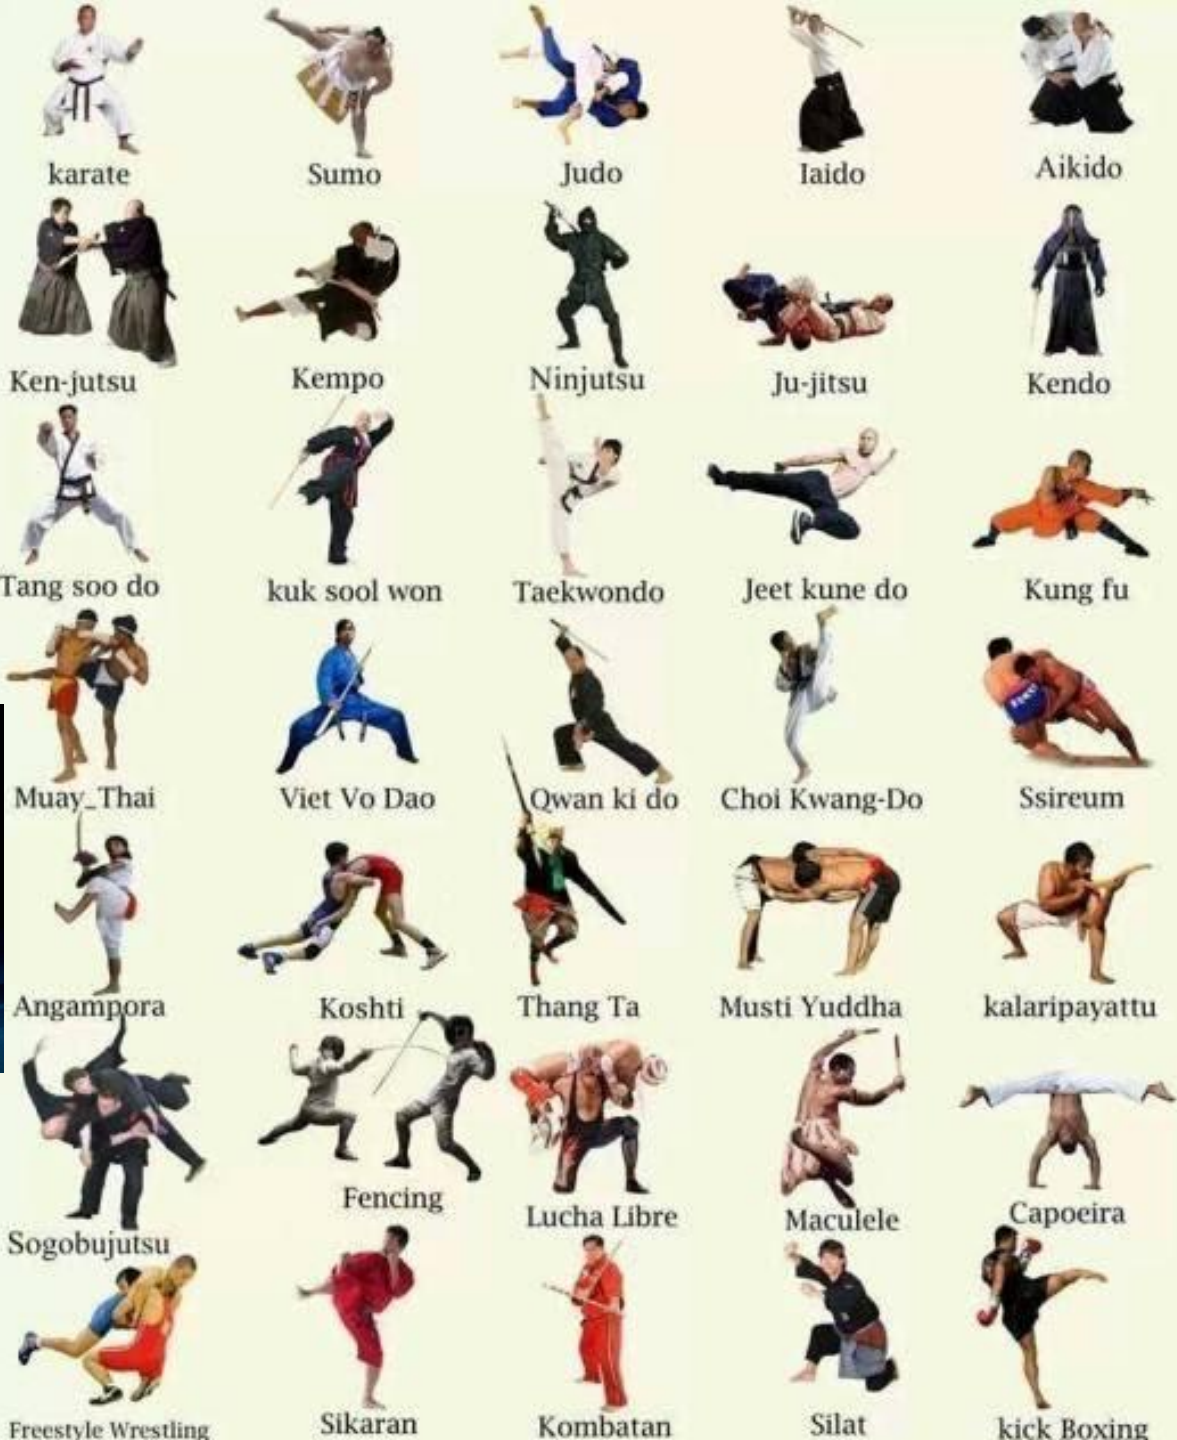 karate
Sumo
Judo
Iaido
Aikido
Ken-jutsu
Kempo
Ninjutsu
Ju-jitsu
Kendo
Tang soo do
kuk sool won
Taekwondo
Jeet kune do
Kung fu
Muay_Thai
Viet Vo Dao
Qwan ki do
Choi Kwang-Do
Ssireum
Angampora
Koshti
Thang Ta
Musti Yuddha
kalaripayattu
Sogobujutsu
Fencing
Lucha Libre
Maculele
Capoeira
Freestyle Wrestling
Sikaran
Kombatan
Silat
kick Boxing